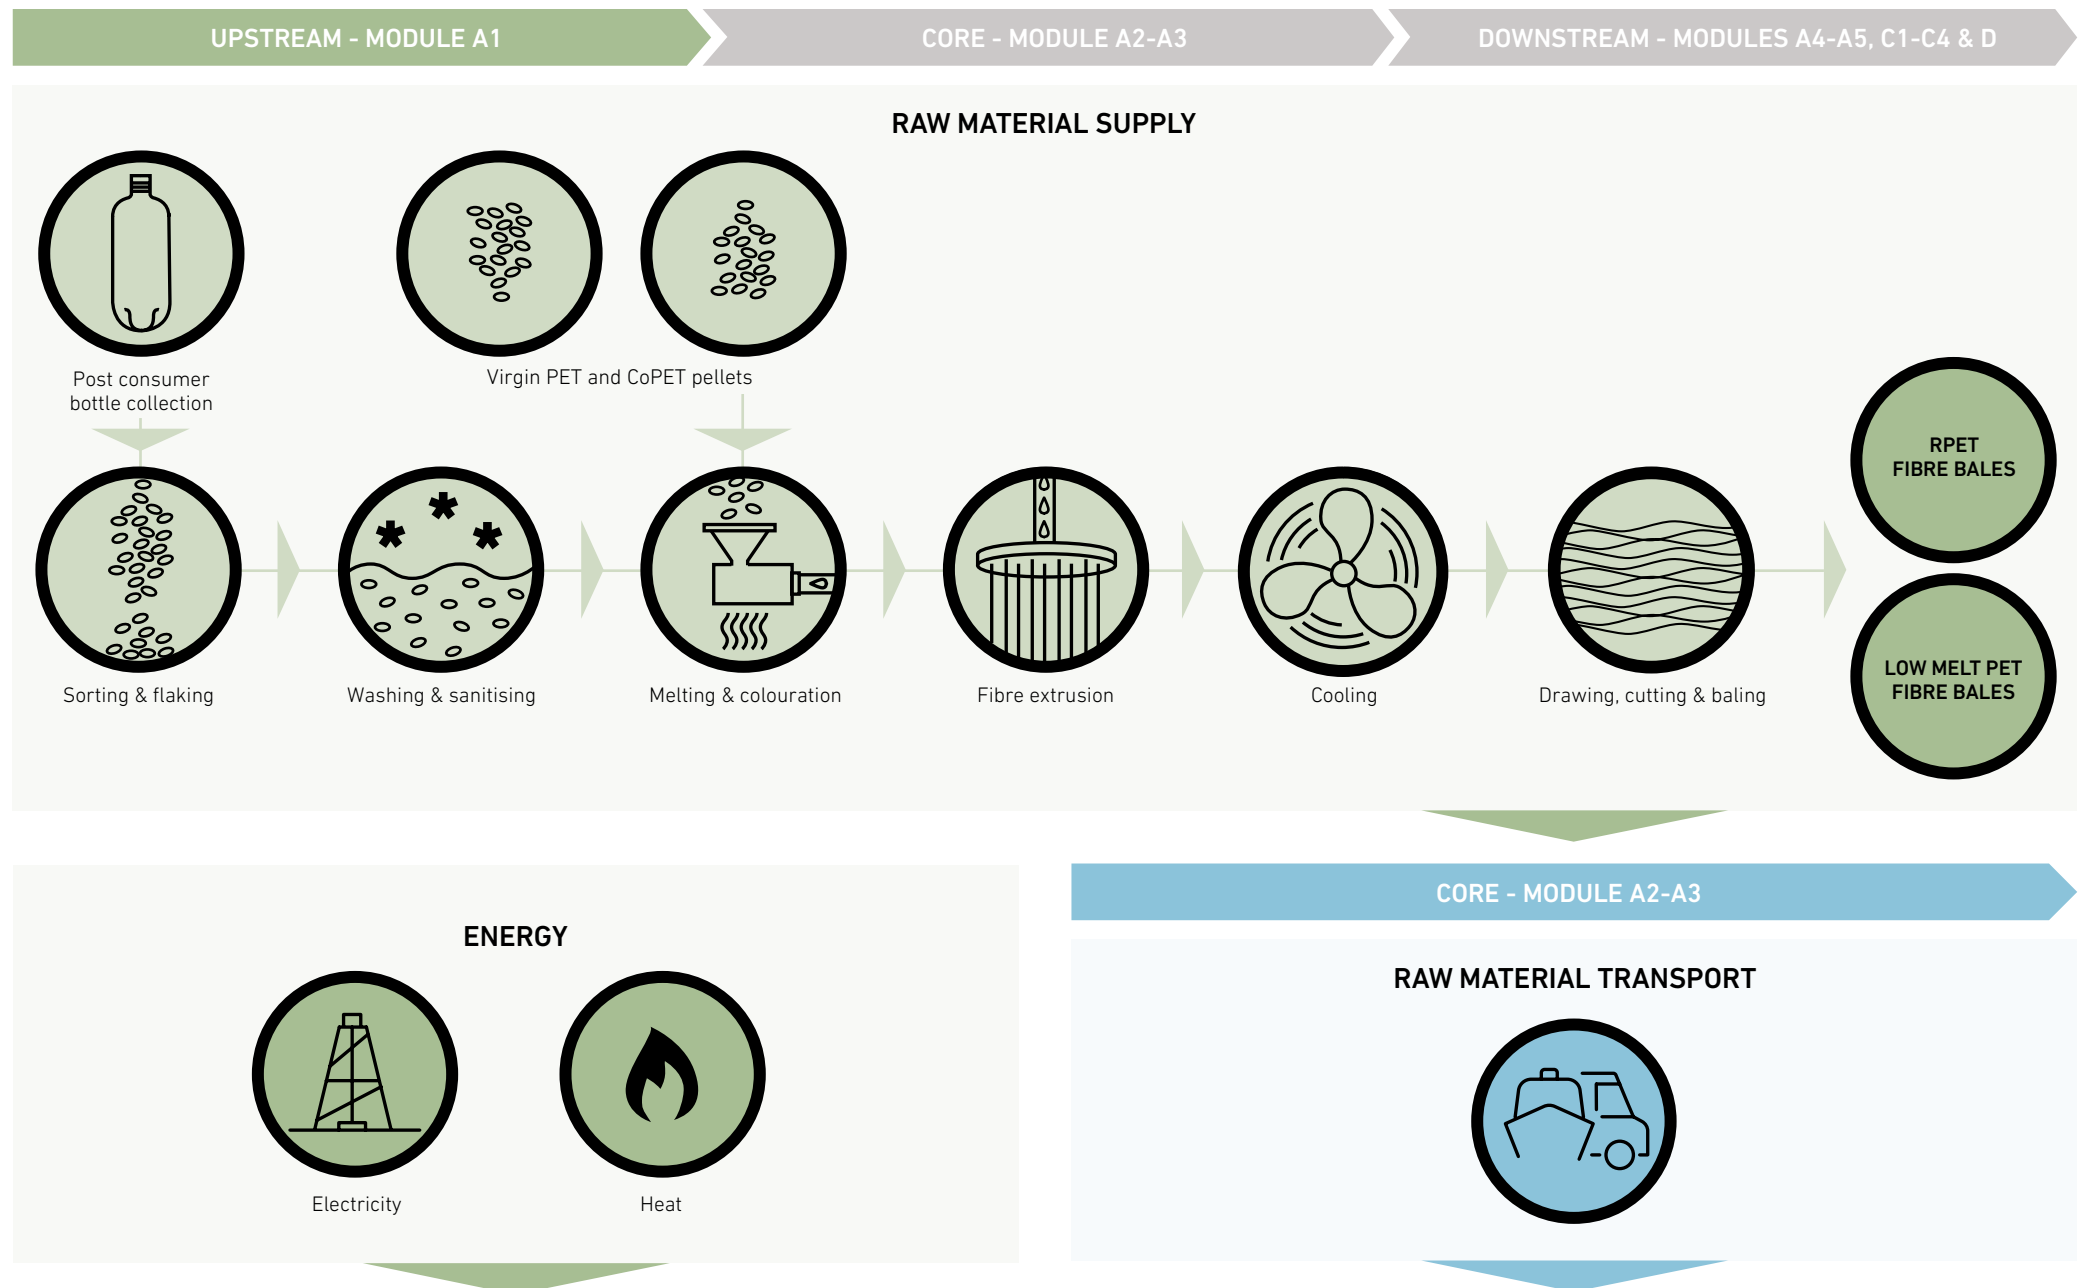 UPSTREAM - MODULE A1
CORE - MODULE A2-A3
DOWNSTREAM - MODULES A4-A5, C1-C4 & D
RAW MATERIAL SUPPLY
Post consumer
bottle collection
Virgin PET and CoPET pellets
Sorting & flaking
Washing & sanitising
Melting & colouration
Fibre extrusion
Cooling
Drawing, cutting & baling
RPET
FIBRE BALES
LOW MELT PET
FIBRE BALES
ENERGY
Electricity
Heat
CORE - MODULE A2-A3
RAW MATERIAL TRANSPORT